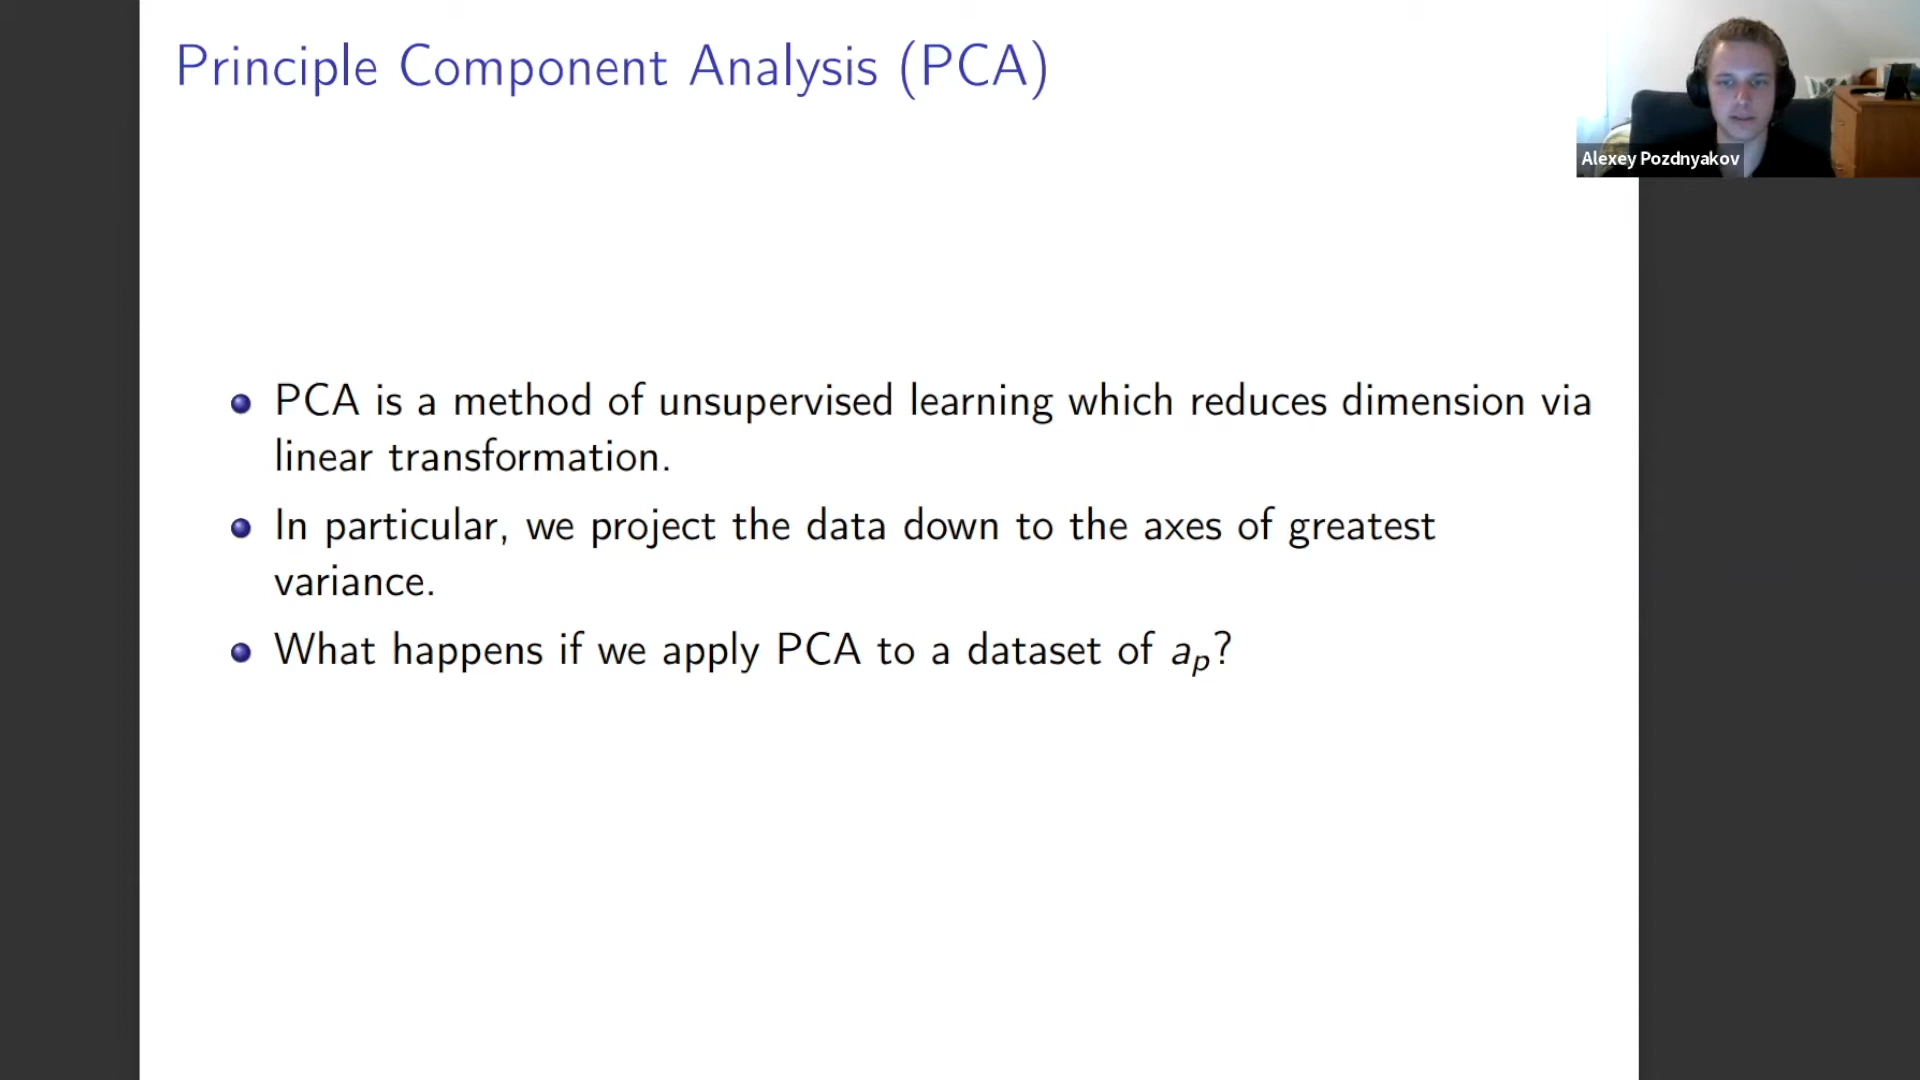 Principle Component Analysis (PCA)
Alexey Pozdnyakov
PCA is a method of unsupervised learning which reduces dimension via
linear transformation.
In particular, we project the data down to the axes of greatest
variance.
What happens if we apply PCA to a dataset of aₚ?